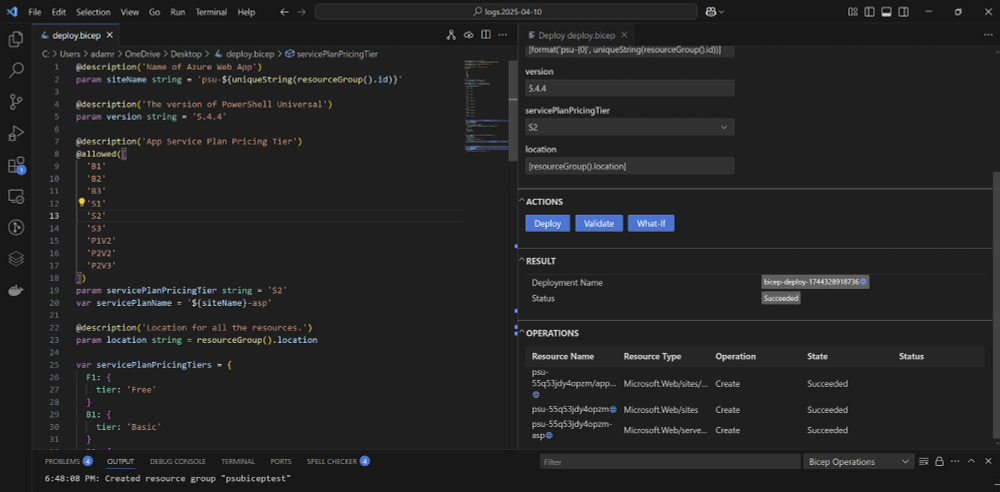 File Edit Selection View Go Run Terminal Help
logs.2025-04-10
deploy.bicep
C: > Users > adamr > OneDrive > Desktop > deploy.bicep > servicePlanPricingTier
1 @description('Name of Azure Web App')
2 param siteName string = 'psu-${uniqueString(resourceGroup().id)}'
3
4 @description('The version of PowerShell Universal')
5 param version string = '5.4.4'
6
7 @description('App Service Plan Pricing Tier')
8 @allowed([
9 'B1'
10 'B2'
11 'B3'
12 'S1'
13 'S2'
14 'S3'
15 'P1V2'
16 'P2V2'
17 'P2V3'
18 ])
19 param servicePlanPricingTier string = 'S2'
20 var servicePlanName = '${siteName}-asp'
21
22 @description('Location for all the resources.')
23 param location string = resourceGroup().location
24
25 var servicePlanPricingTiers = {
26 F1: {
27 tier: 'Free'
28 }
29 B1: {
30 tier: 'Basic'
31 }
Deploy deploy.bicep
[format('psu-{0}', uniqueString(resourceGroup().id))]
version
5.4.4
servicePlanPricingTier
S2
location
[resourceGroup().location]
ACTIONS
Deploy Validate What-If
RESULT
Deployment Name bicep-deploy-1744328918736
Status Succeeded
OPERATIONS
Resource Name Resource Type Operation State Status
psu-55q53jdy4opzm/app... Microsoft.Web/sites/... Create Succeeded
psu-55q53jdy4opzm Microsoft.Web/sites Create Succeeded
psu-55q53jdy4opzm-asp Microsoft.Web/serve... Create Succeeded
PROBLEMS 4 OUTPUT DEBUG CONSOLE TERMINAL PORTS SPELL CHECKER 4 Filter Bicep Operations
6:48:08 PM: Created resource group "psubiceptest"